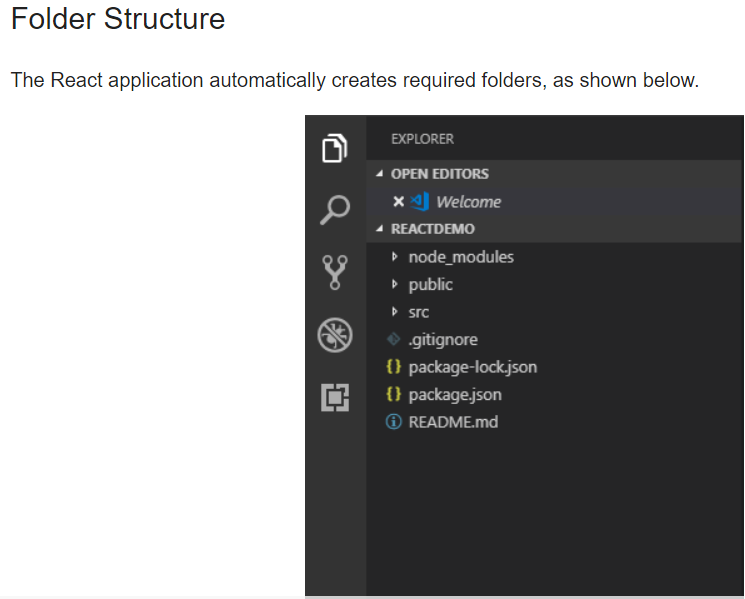 Folder Structure
The React application automatically creates required folders, as shown below.
EXPLORER
OPEN EDITORS
Welcome
REACTDEMO
node_modules
public
src
.gitignore
package-lock.json
package.json
README.md